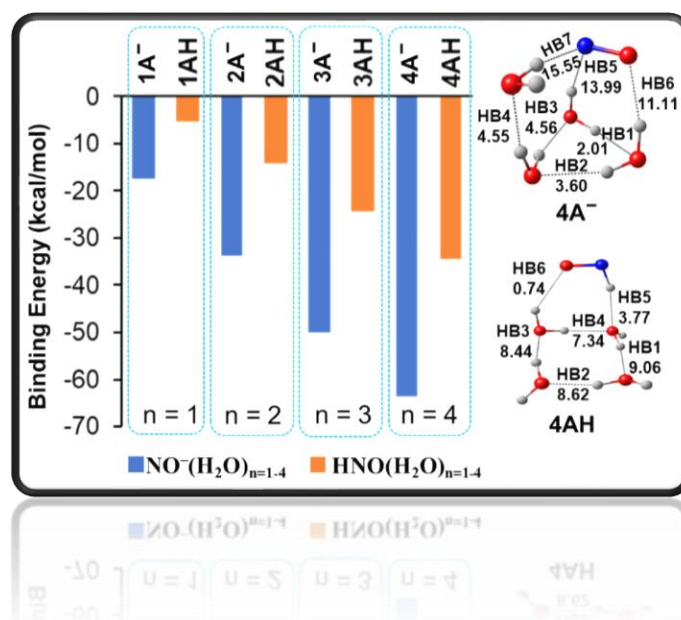 1A⁻ 1AH 2A⁻ 2AH 3A⁻ 3AH 4A⁻ 4AH
Binding Energy (kcal/mol)
0
-10
-20
-30
-40
-50
-60
-70
n = 1 n = 2 n = 3 n = 4
NO⁻(H₂O)ₙ₌₁₋₄ HNO(H₂O)ₙ₌₁₋₄
HB7
15.55
HB5
13.99
HB6
11.11
HB3
4.56
HB4
4.55
HB1
2.01
HB2
3.60
4A⁻
HB6
0.74
HB5
3.77
HB3
8.44
HB4
7.34
HB1
9.06
HB2
8.62
4AH